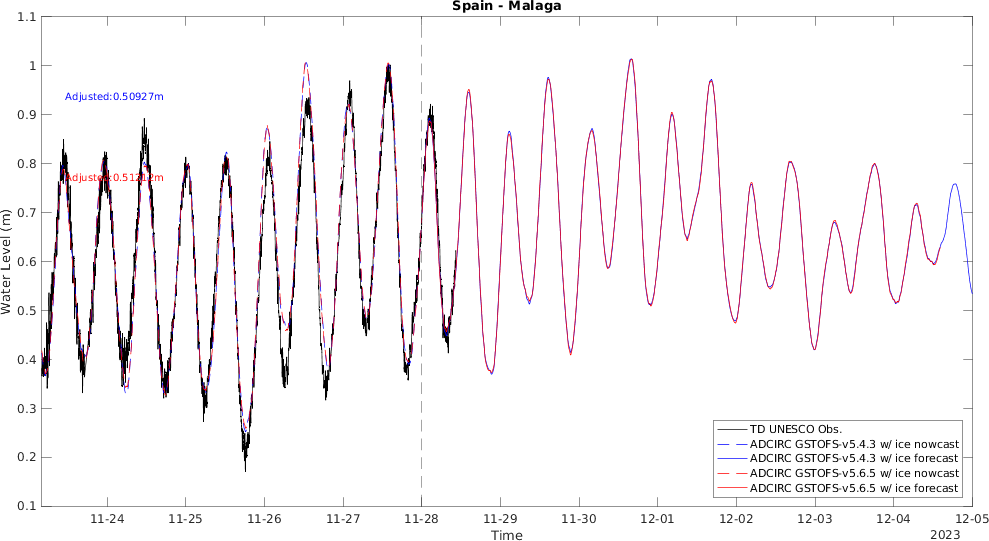 Spain - Malaga
1.1
1
0.9
0.8
0.7
0.6
0.5
0.4
0.3
0.2
0.1
Water Level (m)
Adjusted:0.50927m
Adjusted:0.51212m
TD UNESCO Obs.
ADCIRC GSTOFS-v5.4.3 w/ ice nowcast
ADCIRC GSTOFS-v5.4.3 w/ ice forecast
ADCIRC GSTOFS-v5.6.5 w/ ice nowcast
ADCIRC GSTOFS-v5.6.5 w/ ice forecast
11-24 11-25 11-26 11-27 11-28 11-29 11-30 12-01 12-02 12-03 12-04 12-05
Time
2023